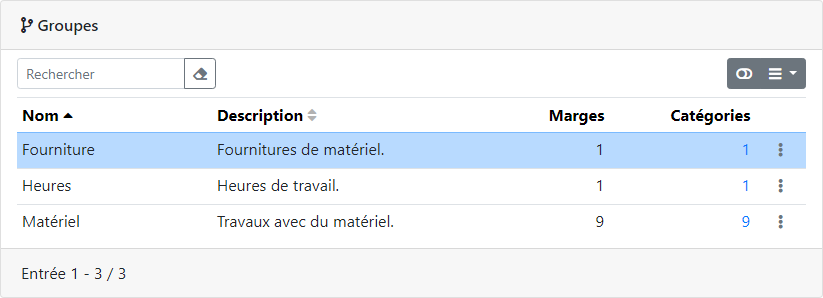 Groupes
Rechercher
Nom Description Marges Catégories
Fourniture Fournitures de matériel. 1 1
Heures Heures de travail. 1 1
Matériel Travaux avec du matériel. 9 9
Entrée 1 - 3 / 3